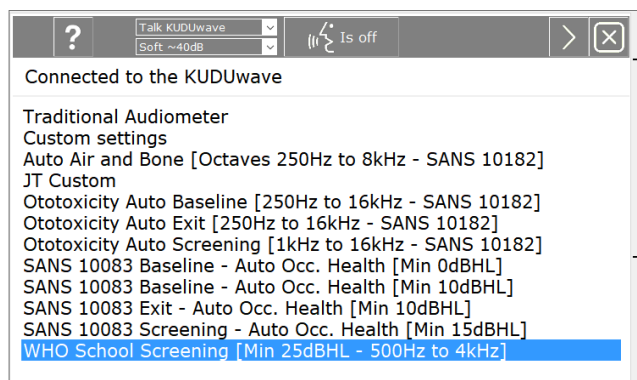 ?
Talk KUDUwave
Soft ~40dB
Is off
Connected to the KUDUwave
Traditional Audiometer
Custom settings
Auto Air and Bone [Octaves 250Hz to 8kHz - SANS 10182]
JT Custom
Ototoxicity Auto Baseline [250Hz to 16kHz - SANS 10182]
Ototoxicity Auto Exit [250Hz to 16kHz - SANS 10182]
Ototoxicity Auto Screening [1kHz to 16kHz - SANS 10182]
SANS 10083 Baseline - Auto Occ. Health [Min 0dBHL]
SANS 10083 Baseline - Auto Occ. Health [Min 10dBHL]
SANS 10083 Exit - Auto Occ. Health [Min 10dBHL]
SANS 10083 Screening - Auto Occ. Health [Min 15dBHL]
WHO School Screening [Min 25dBHL - 500Hz to 4kHz]